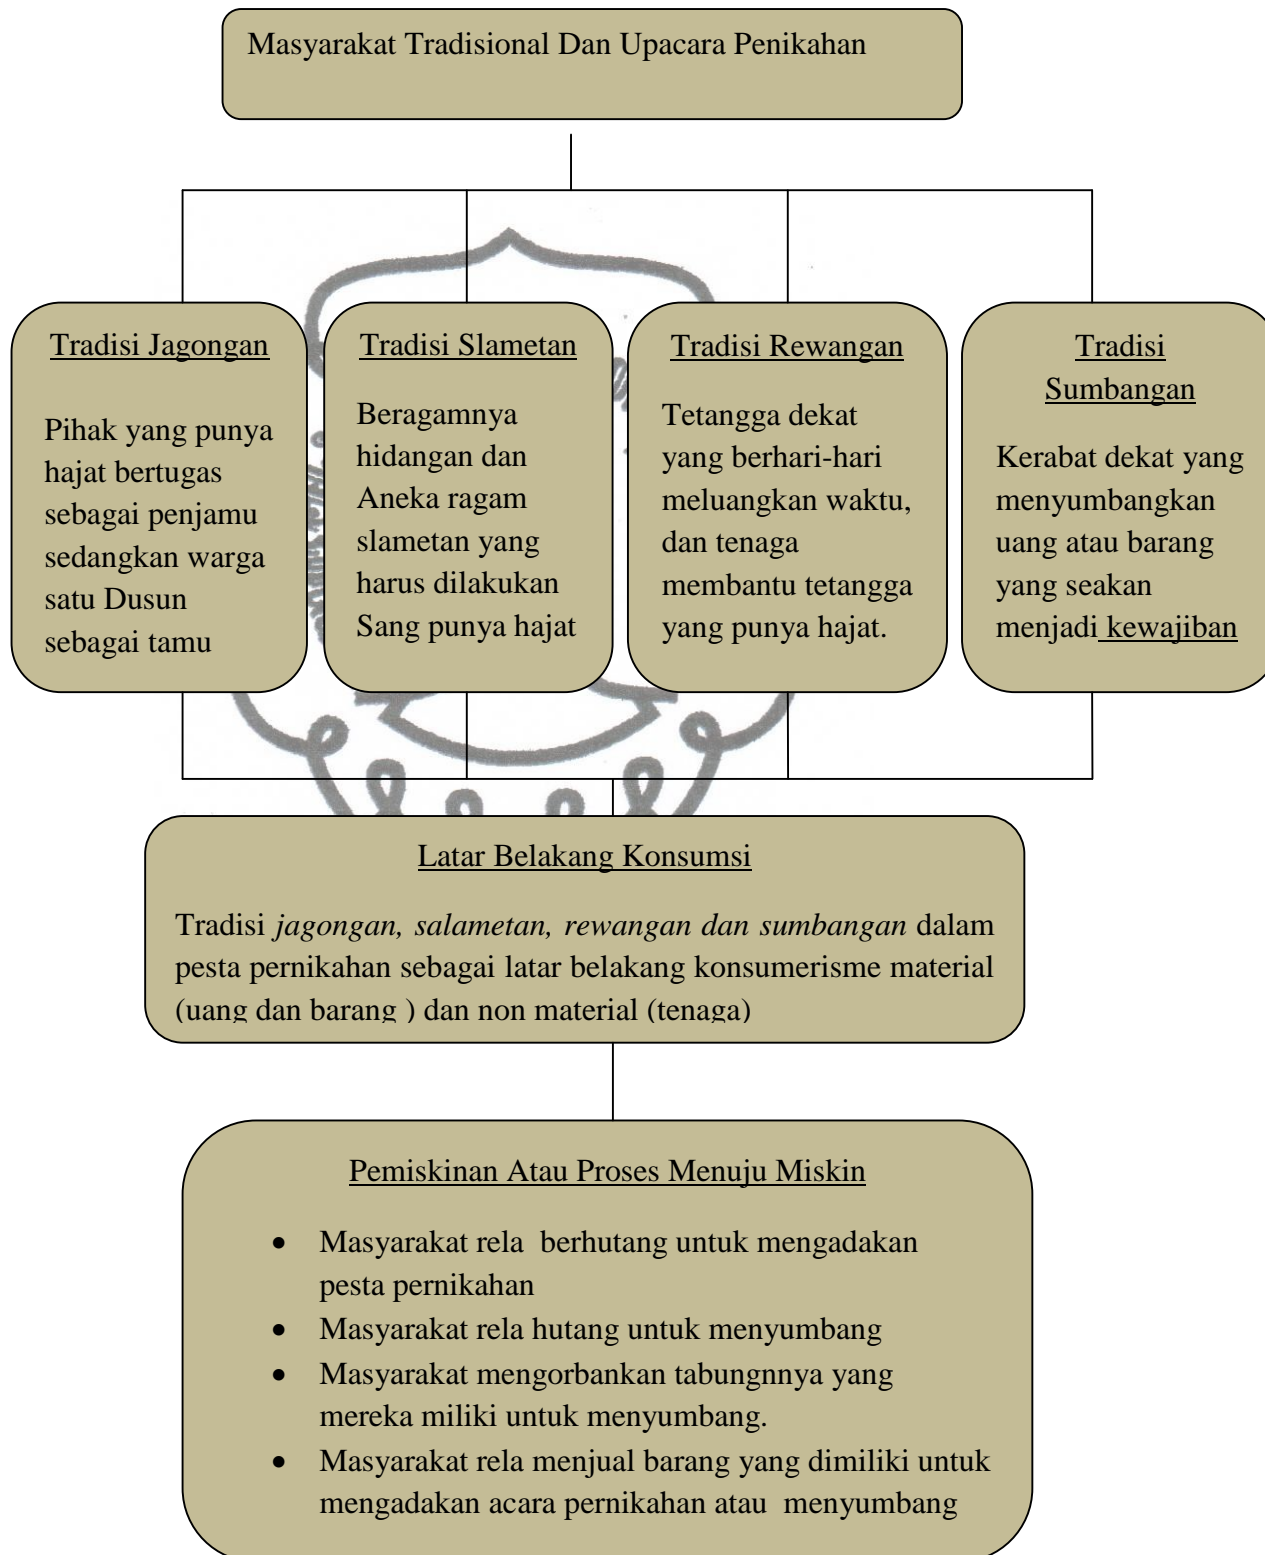 Masyarakat Tradisional Dan Upacara Penikahan
Tradisi Jagongan
Pihak yang punya
hajat bertugas
sebagai penjamu
sedangkan warga
satu Dusun
sebagai tamu
Tradisi Slametan
Beragamnya
hidangan dan
Aneka ragam
slametan yang
harus dilakukan
Sang punya hajat
Tradisi Rewangan
Tetangga dekat
yang berhari-hari
meluangkan waktu,
dan tenaga
membantu tetangga
yang punya hajat.
Tradisi
Sumbangan
Kerabat dekat yang
menyumbangkan
uang atau barang
yang seakan
menjadi kewajiban
Latar Belakang Konsumsi
Tradisi jagongan, salametan, rewangan dan sumbangan dalam
pesta pernikahan sebagai latar belakang konsumerisme material
(uang dan barang ) dan non material (tenaga)
Pemiskinan Atau Proses Menuju Miskin
• Masyarakat rela  berhutang untuk mengadakan
pesta pernikahan
• Masyarakat rela hutang untuk menyumbang
• Masyarakat mengorbankan tabungnnya yang
mereka miliki untuk menyumbang.
• Masyarakat rela menjual barang yang dimiliki untuk
mengadakan acara pernikahan atau  menyumbang